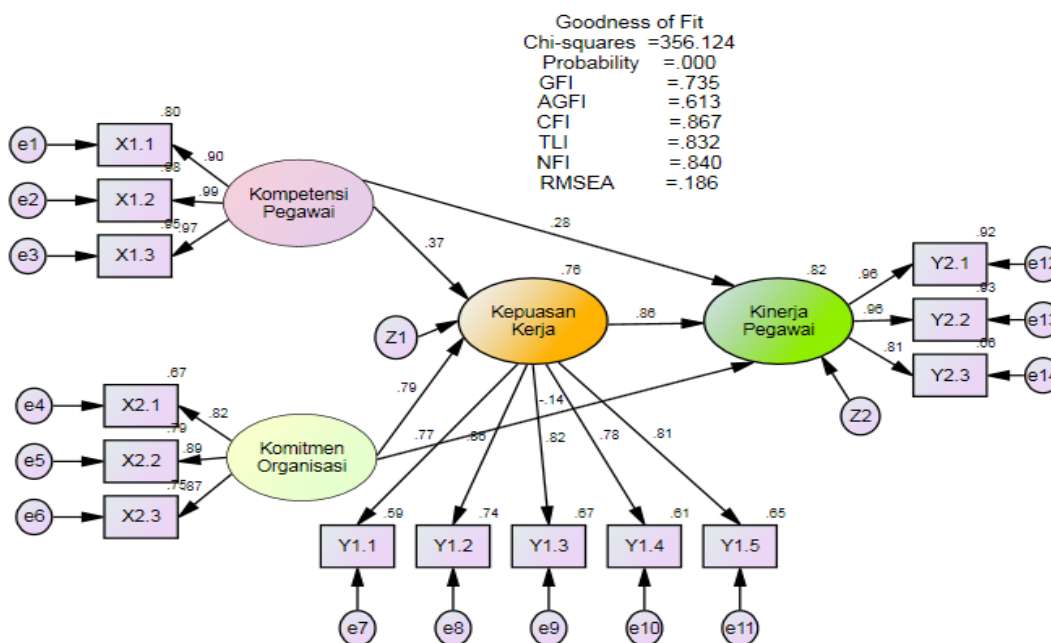 Goodness of Fit
Chi-squares =356.124
Probability =.000
GFI =.735
AGFI =.613
CFI =.867
TLI =.832
NFI =.840
RMSEA =.186
.80
e1
X1.1
.90
.98
e2
X1.2
.99
.95
.97
e3
X1.3
Kompetensi
Pegawai
.28
.37
.76
Kepuasan
Kerja
Z1
.86
.82
Kinerja
Pegawai
Z2
.92
.96
Y2.1
e12
.93
.96
Y2.2
e13
.81
.66
Y2.3
e14
.67
e4
X2.1
.82
.79
e5
X2.2
.89
.75
.87
e6
X2.3
Komitmen
Organisasi
.79
-.14
.77
.86
.82
.78
.81
.59
.74
.67
.61
.65
Y1.1
Y1.2
Y1.3
Y1.4
Y1.5
e7
e8
e9
e10
e11